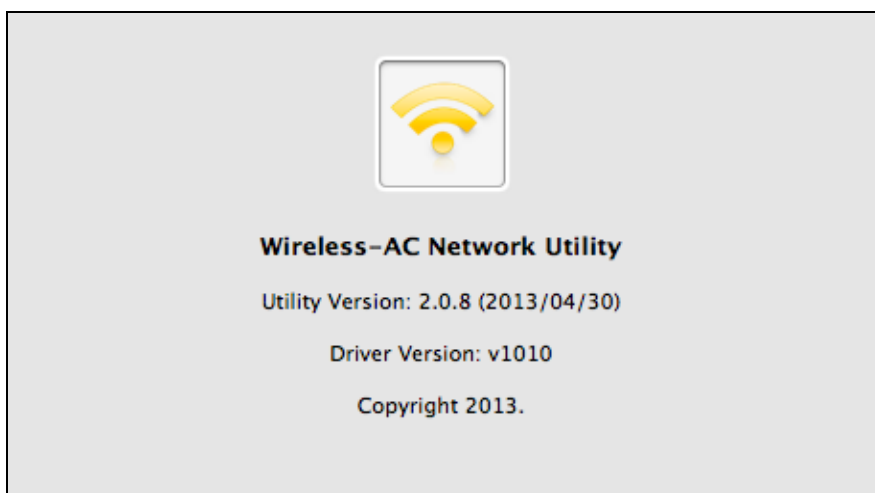 Wireless-AC Network Utility
Utility Version: 2.0.8 (2013/04/30)
Driver Version: v1010
Copyright 2013.